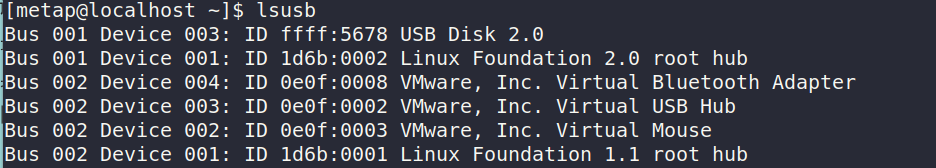 [metap@localhost ~]$ lsusb
Bus 001 Device 003: ID ffff:5678 USB Disk 2.0
Bus 001 Device 001: ID 1d6b:0002 Linux Foundation 2.0 root hub
Bus 002 Device 004: ID 0e0f:0008 VMware, Inc. Virtual Bluetooth Adapter
Bus 002 Device 003: ID 0e0f:0002 VMware, Inc. Virtual USB Hub
Bus 002 Device 002: ID 0e0f:0003 VMware, Inc. Virtual Mouse
Bus 002 Device 001: ID 1d6b:0001 Linux Foundation 1.1 root hub